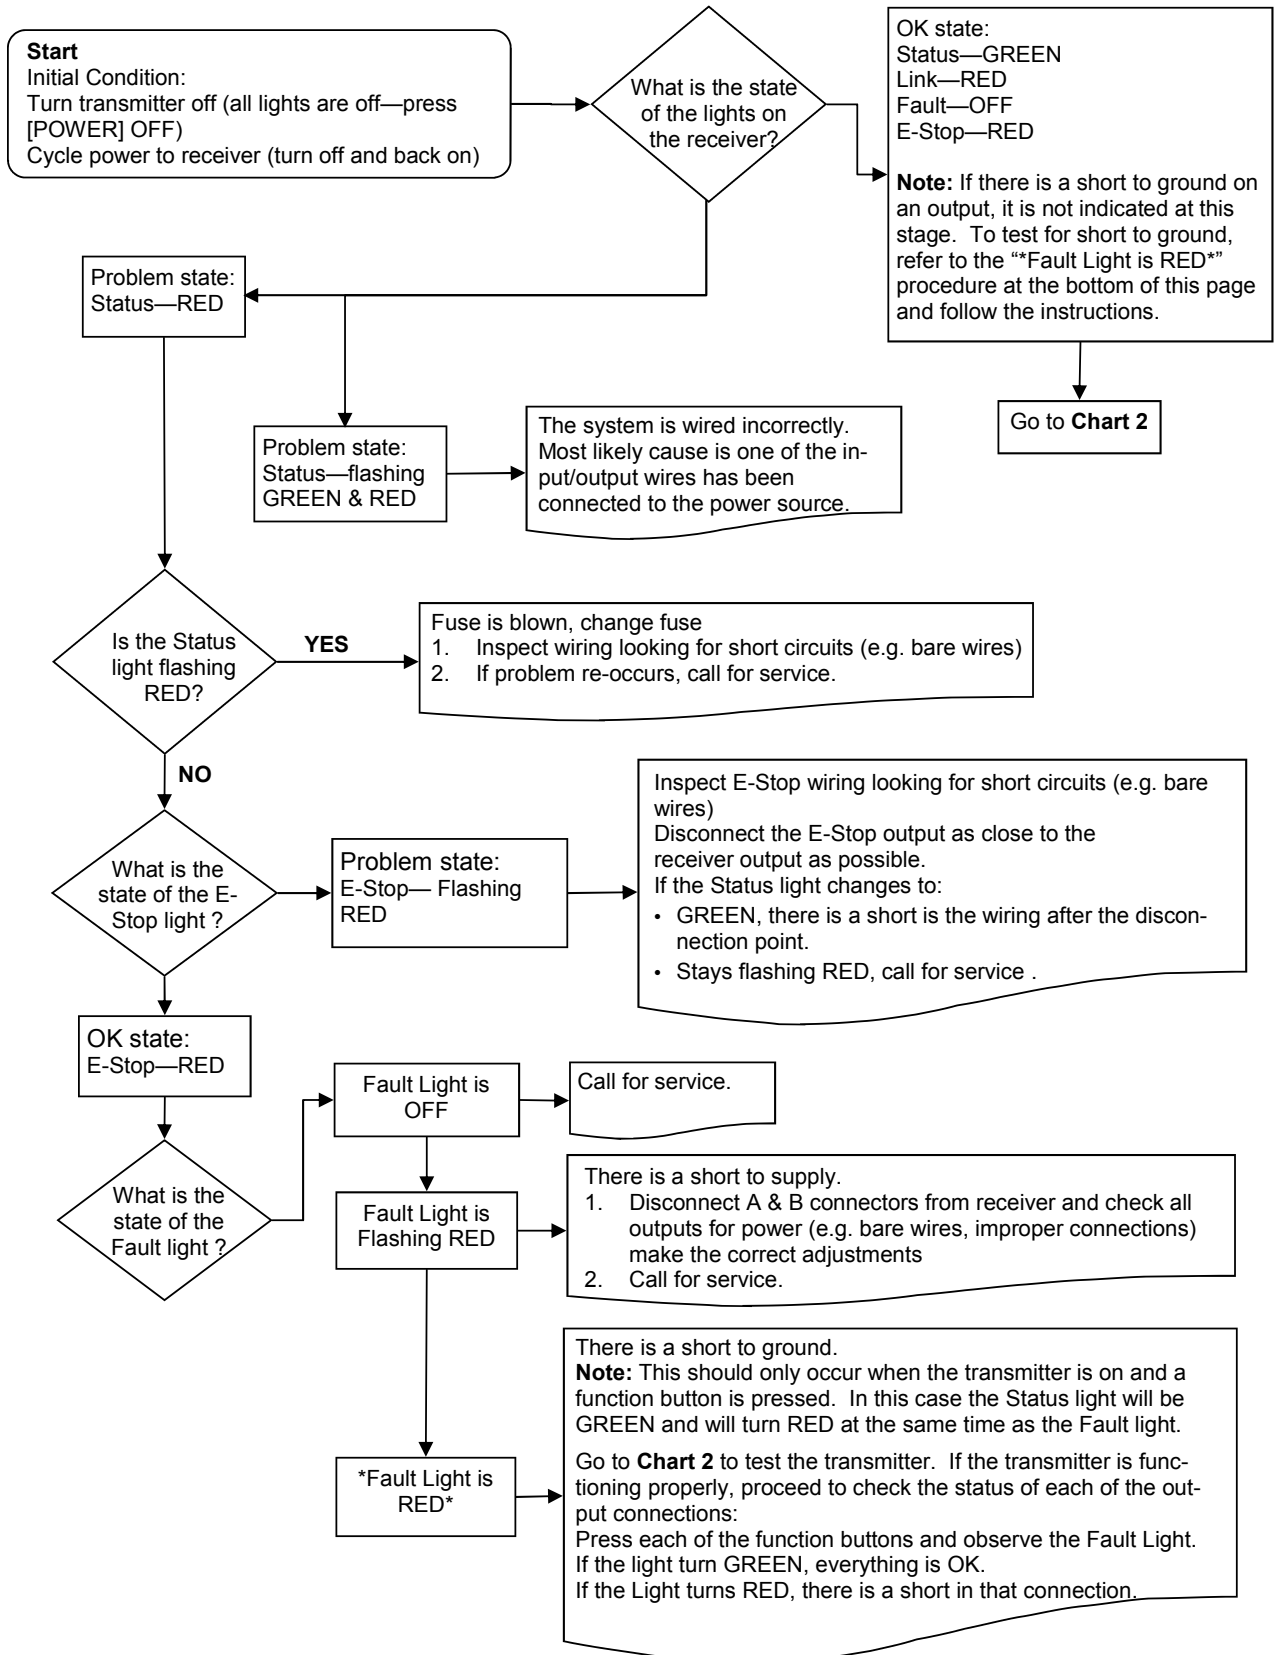 Start
Initial Condition:
Turn transmitter off (all lights are off—press
[POWER] OFF)
Cycle power to receiver (turn off and back on)
What is the state
of the lights on
the receiver?
OK state:
Status—GREEN
Link—RED
Fault—OFF
E-Stop—RED
Note: If there is a short to ground on
an output, it is not indicated at this
stage. To test for short to ground,
refer to the “*Fault Light is RED*”
procedure at the bottom of this page
and follow the instructions.
Go to Chart 2
Problem state:
Status—RED
Problem state:
Status—flashing
GREEN & RED
The system is wired incorrectly.
Most likely cause is one of the in-
put/output wires has been
connected to the power source.
Is the Status
light flashing
RED?
YES
Fuse is blown, change fuse
1. Inspect wiring looking for short circuits (e.g. bare wires)
2. If problem re-occurs, call for service.
NO
What is the
state of the E-
Stop light ?
Problem state:
E-Stop— Flashing
RED
Inspect E-Stop wiring looking for short circuits (e.g. bare
wires)
Disconnect the E-Stop output as close to the
receiver output as possible.
If the Status light changes to:
• GREEN, there is a short is the wiring after the discon-
nection point.
• Stays flashing RED, call for service .
OK state:
E-Stop—RED
What is the
state of the
Fault light ?
Fault Light is
OFF
Call for service.
Fault Light is
Flashing RED
There is a short to supply.
1. Disconnect A & B connectors from receiver and check all
outputs for power (e.g. bare wires, improper connections)
make the correct adjustments
2. Call for service.
*Fault Light is
RED*
There is a short to ground.
Note: This should only occur when the transmitter is on and a
function button is pressed. In this case the Status light will be
GREEN and will turn RED at the same time as the Fault light.
Go to Chart 2 to test the transmitter. If the transmitter is func-
tioning properly, proceed to check the status of each of the out-
put connections:
Press each of the function buttons and observe the Fault Light.
If the light turn GREEN, everything is OK.
If the Light turns RED, there is a short in that connection.